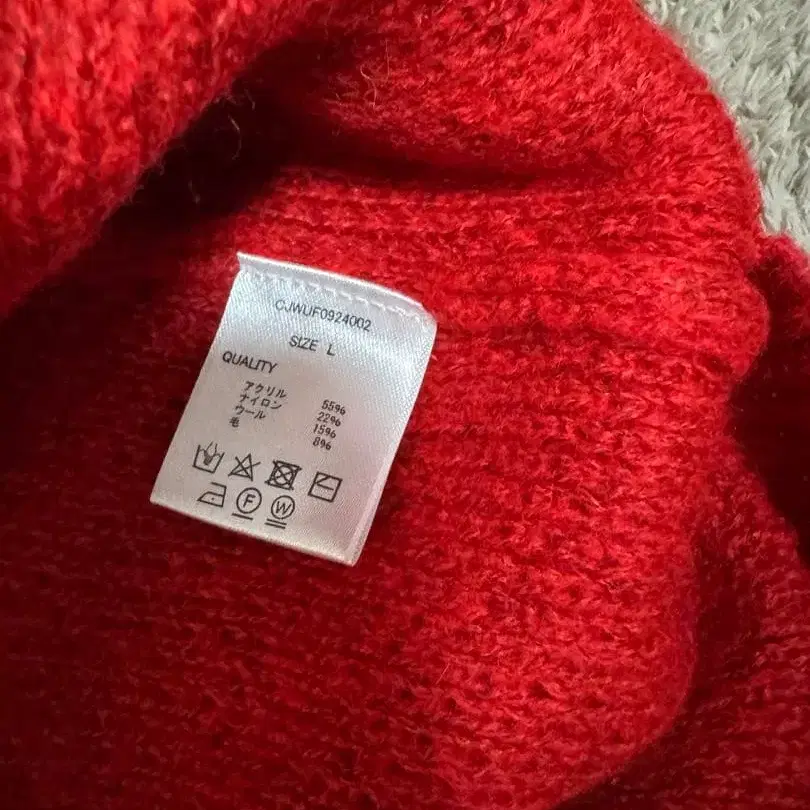 CJWUF0924002
SIZE L
QUALITY
アクリル 55%
ナイロン 22%
ウール 15%
毛 8%
F W